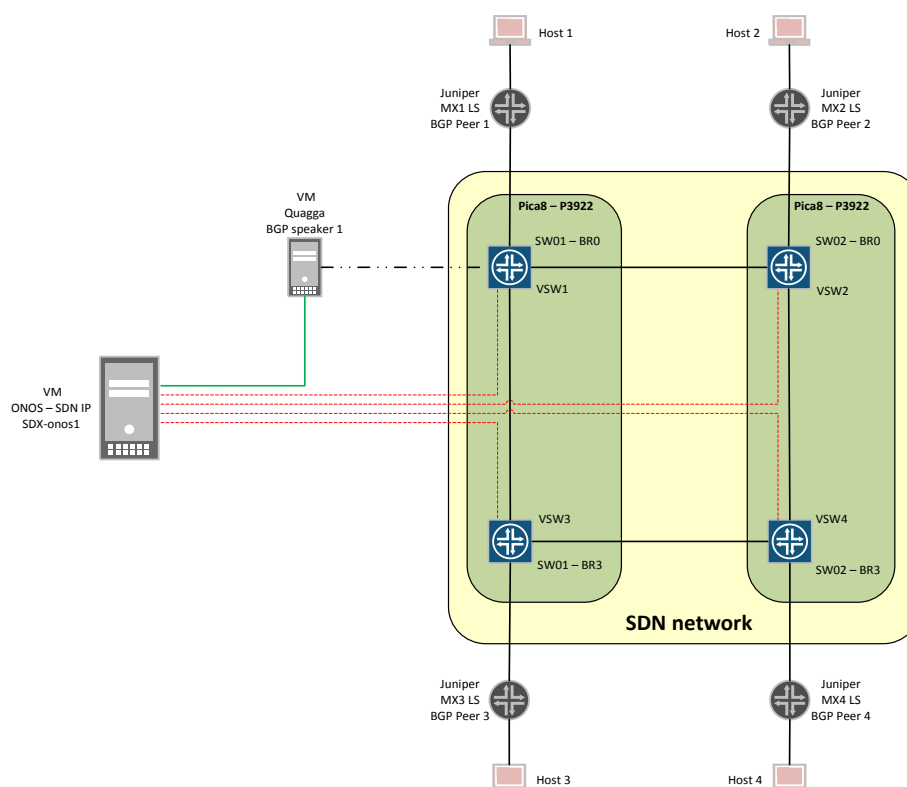 Host 1
Host 2
Juniper
MX1 LS
BGP Peer 1
Juniper
MX2 LS
BGP Peer 2
VM
Quagga
BGP speaker 1
Pica8 – P3922
Pica8 – P3922
SW01 – BR0
VSW1
SW02 – BR0
VSW2
VM
ONOS – SDN IP
SDX-onos1
VSW3
SW01 – BR3
VSW4
SW02 – BR3
SDN network
Juniper
MX3 LS
BGP Peer 3
Juniper
MX4 LS
BGP Peer 4
Host 3
Host 4